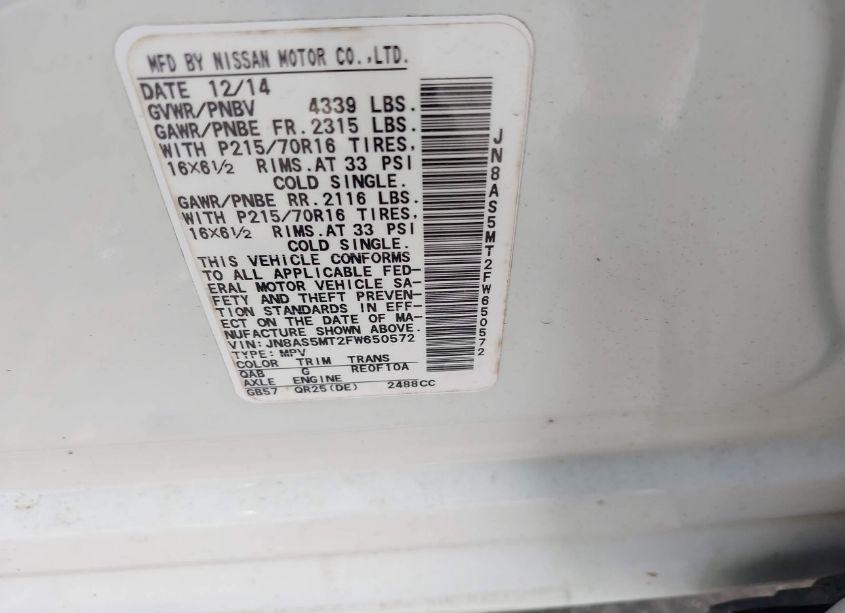 MFD BY NISSAN MOTOR CO.,LTD.
DATE 12/14
GVWR/PNBV 4339 LBS.
GAWR/PNBE FR. 2315 LBS.
WITH P215/70R16 TIRES,
16X6½ RIMS.AT 33 PSI
COLD SINGLE.
GAWR/PNBE RR. 2116 LBS.
WITH P215/70R16 TIRES,
16X6½ RIMS.AT 33 PSI
COLD SINGLE.
THIS VEHICLE CONFORMS
TO ALL APPLICABLE FED-
ERAL MOTOR VEHICLE SA-
FETY AND THEFT PREVEN-
TION STANDARDS IN EFF-
ECT ON THE DATE OF MA-
NUFACTURE SHOWN ABOVE.
VIN: JN8AS5MT2FW650572
TYPE: MPV
COLOR TRIM TRANS
QAB G RE0F10A
AXLE ENGINE
GB57 QR25(DE) 2488CC
JN8AS5MT2FW650572